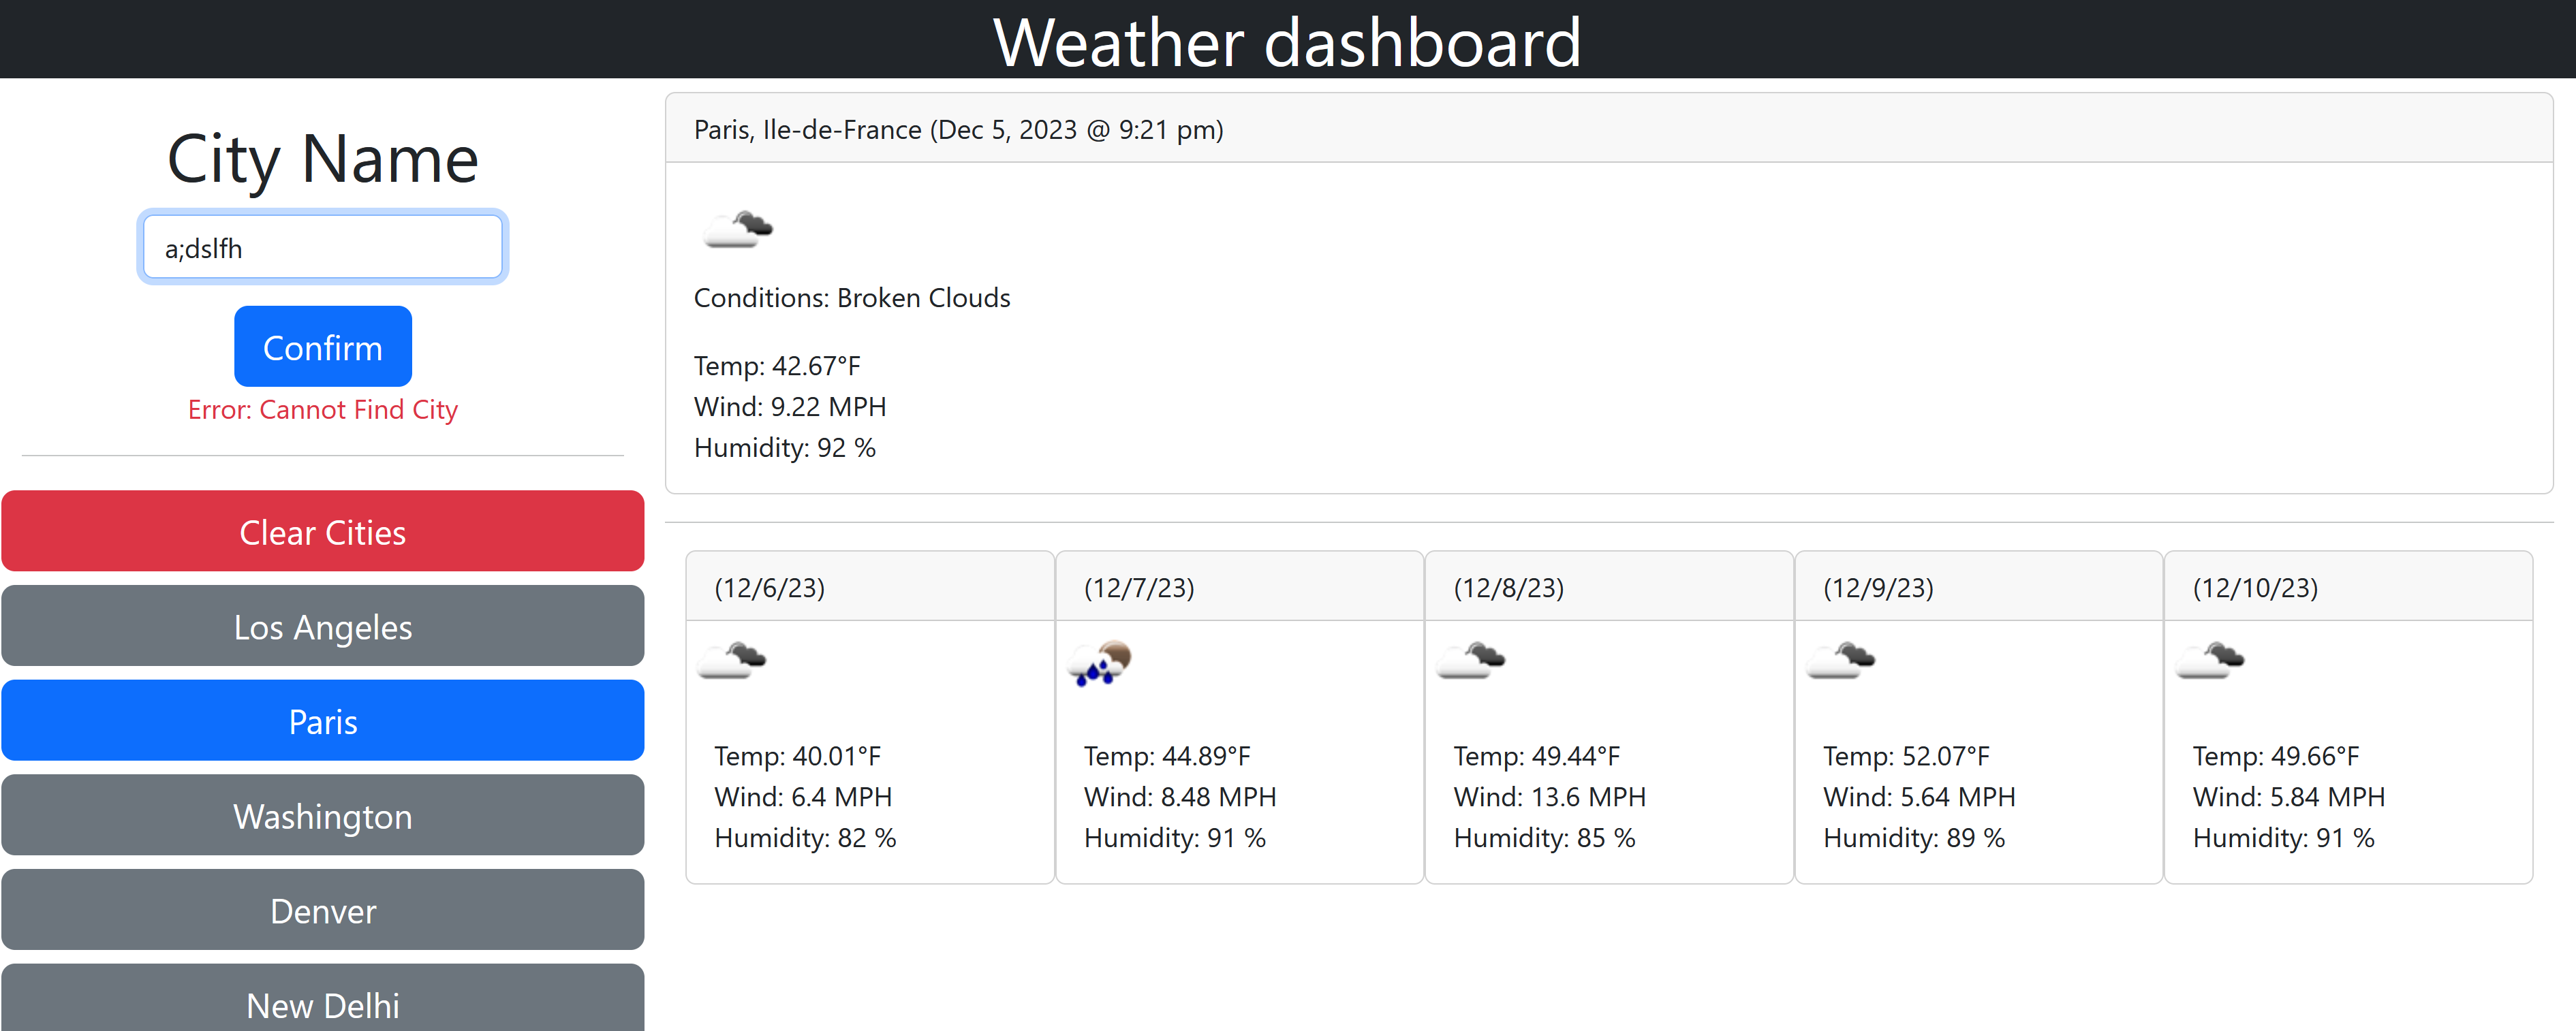 Weather dashboard
City Name
a;dslfh
Confirm
Error: Cannot Find City
Clear Cities
Los Angeles
Paris
Washington
Denver
New Delhi
Paris, Ile-de-France (Dec 5, 2023 @ 9:21 pm)
Conditions: Broken Clouds
Temp: 42.67°F
Wind: 9.22 MPH
Humidity: 92 %
(12/6/23)
Temp: 40.01°F
Wind: 6.4 MPH
Humidity: 82 %
(12/7/23)
Temp: 44.89°F
Wind: 8.48 MPH
Humidity: 91 %
(12/8/23)
Temp: 49.44°F
Wind: 13.6 MPH
Humidity: 85 %
(12/9/23)
Temp: 52.07°F
Wind: 5.64 MPH
Humidity: 89 %
(12/10/23)
Temp: 49.66°F
Wind: 5.84 MPH
Humidity: 91 %